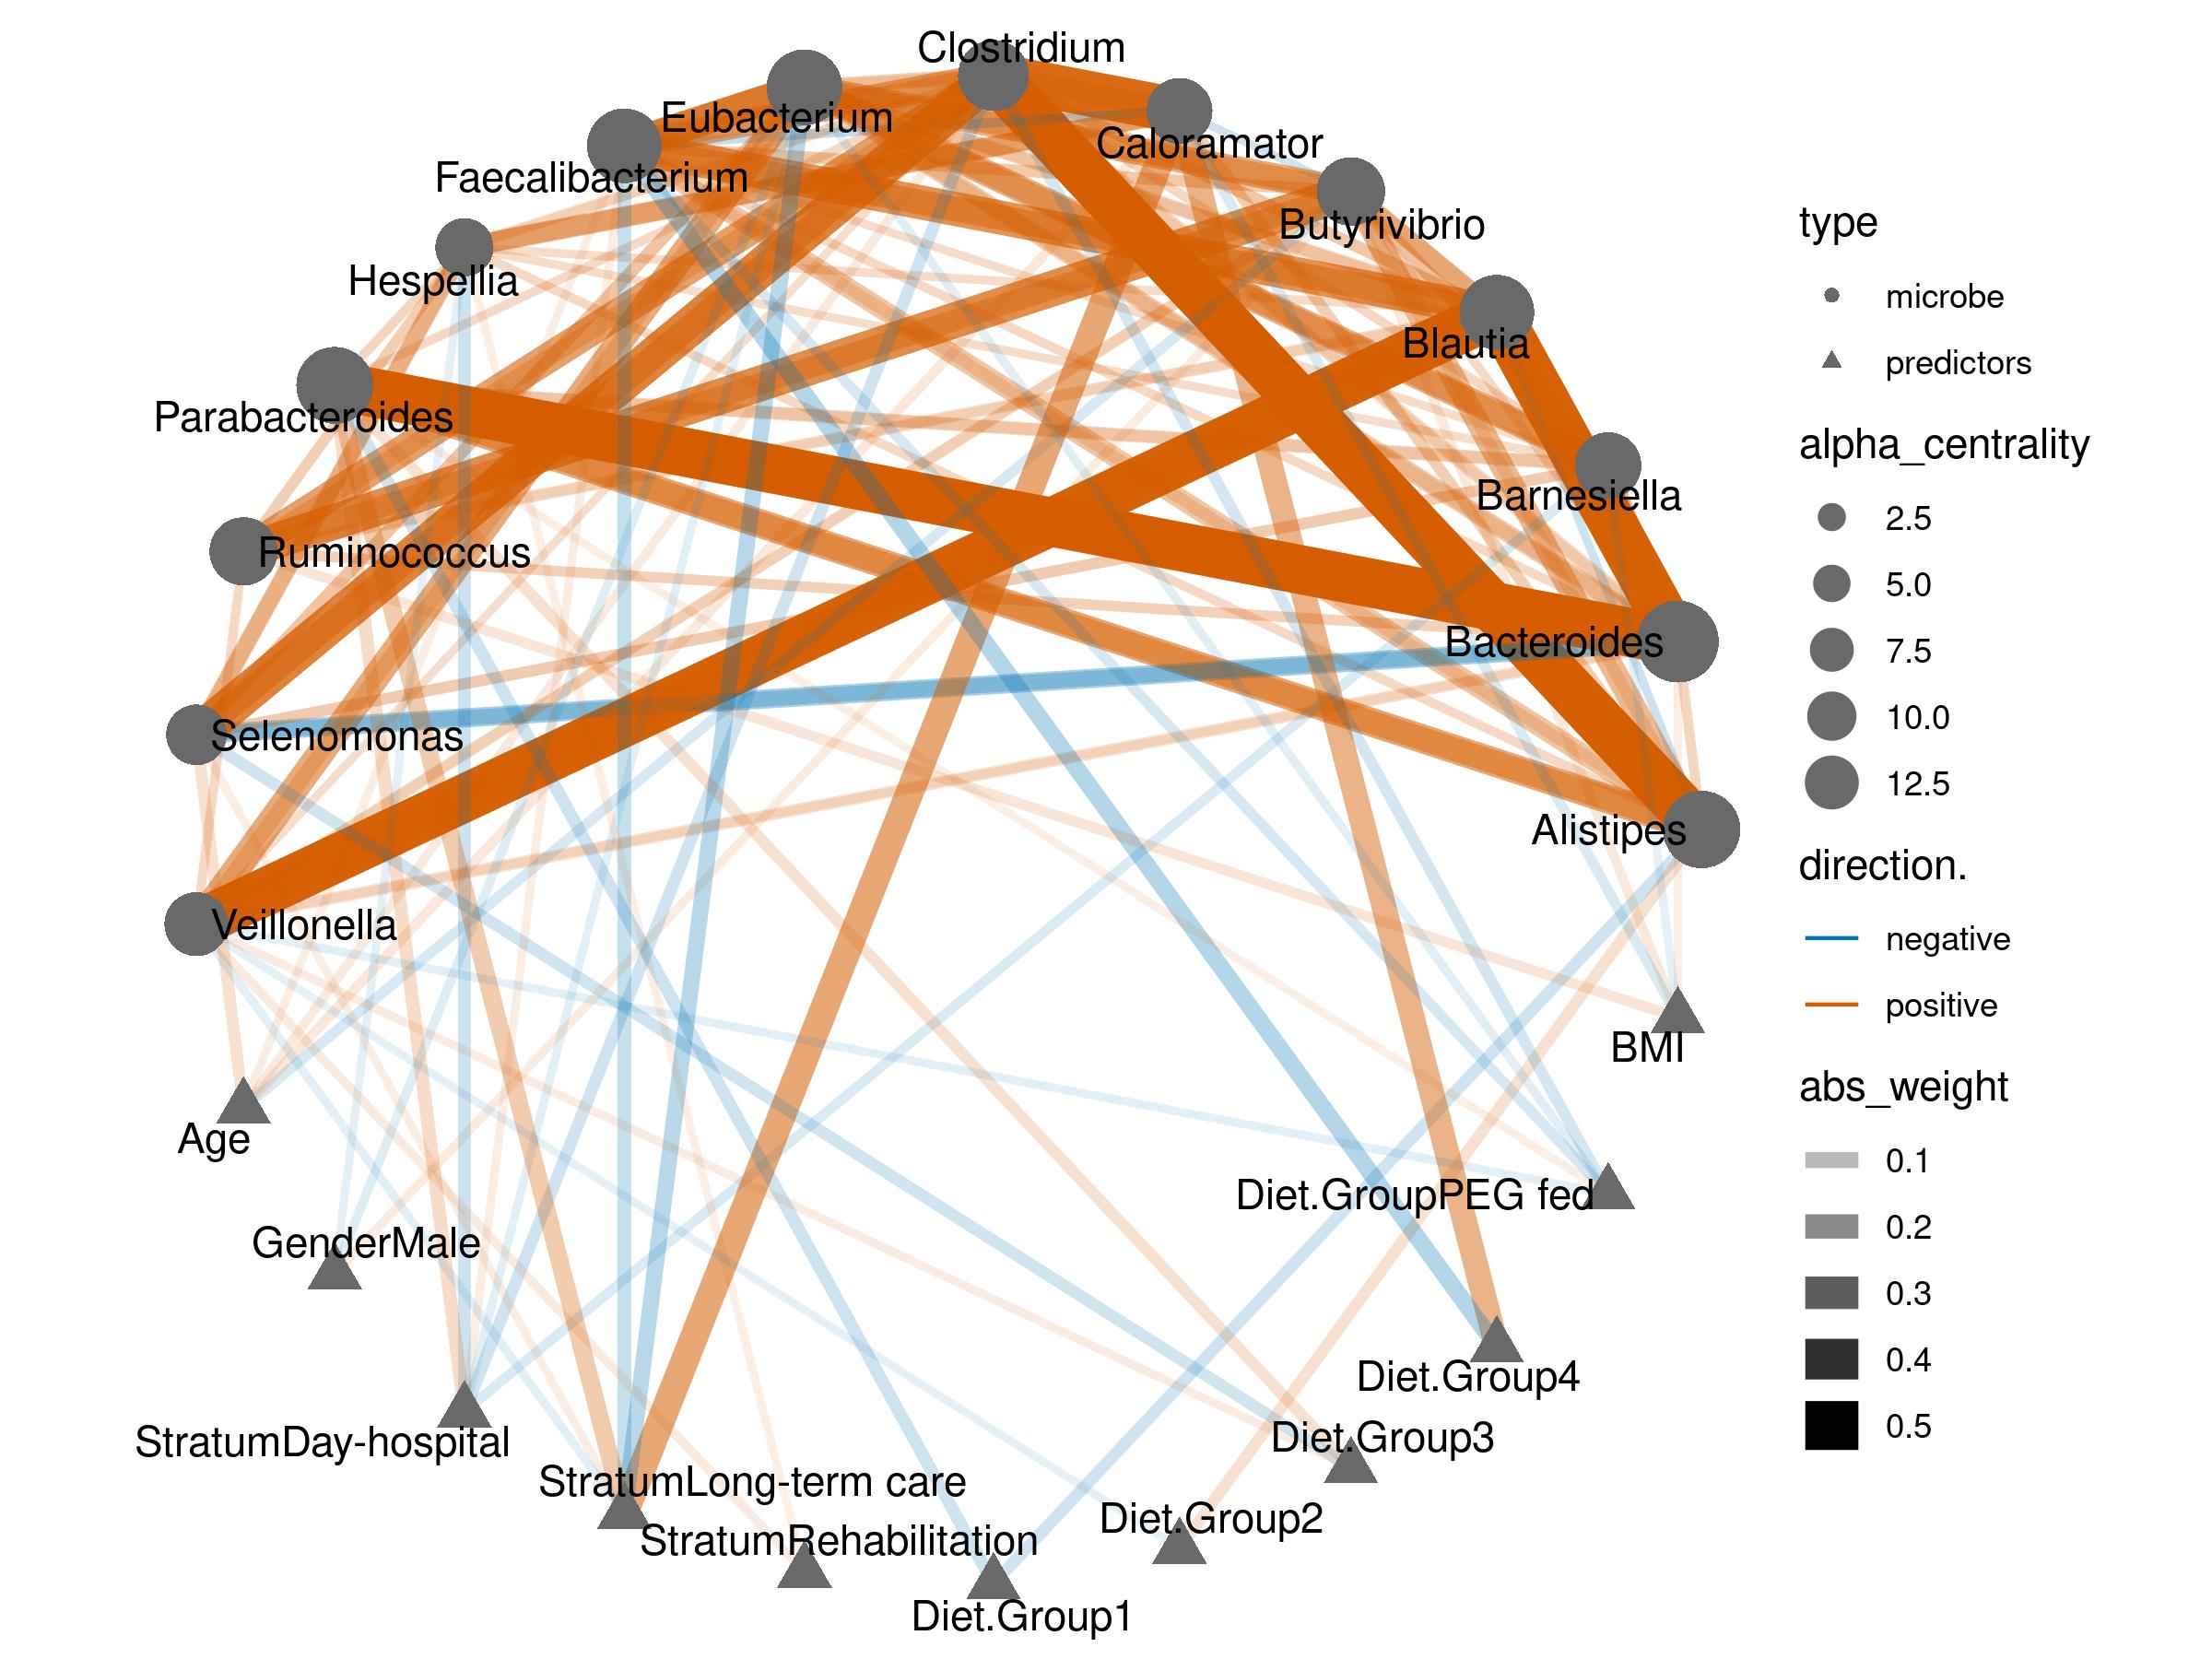 Clostridium
Eubacterium
Caloramator
Faecalibacterium
Butyrivibrio
Hespellia
Blautia
Parabacteroides
Barnesiella
Ruminococcus
Bacteroides
Selenomonas
Alistipes
Veillonella
BMI
Age
Diet.GroupPEG fed
GenderMale
Diet.Group4
StratumDay-hospital
Diet.Group3
StratumLong-term care
Diet.Group2
StratumRehabilitation
Diet.Group1
type
microbe
predictors
alpha_centrality
2.5
5.0
7.5
10.0
12.5
direction.
negative
positive
abs_weight
0.1
0.2
0.3
0.4
0.5